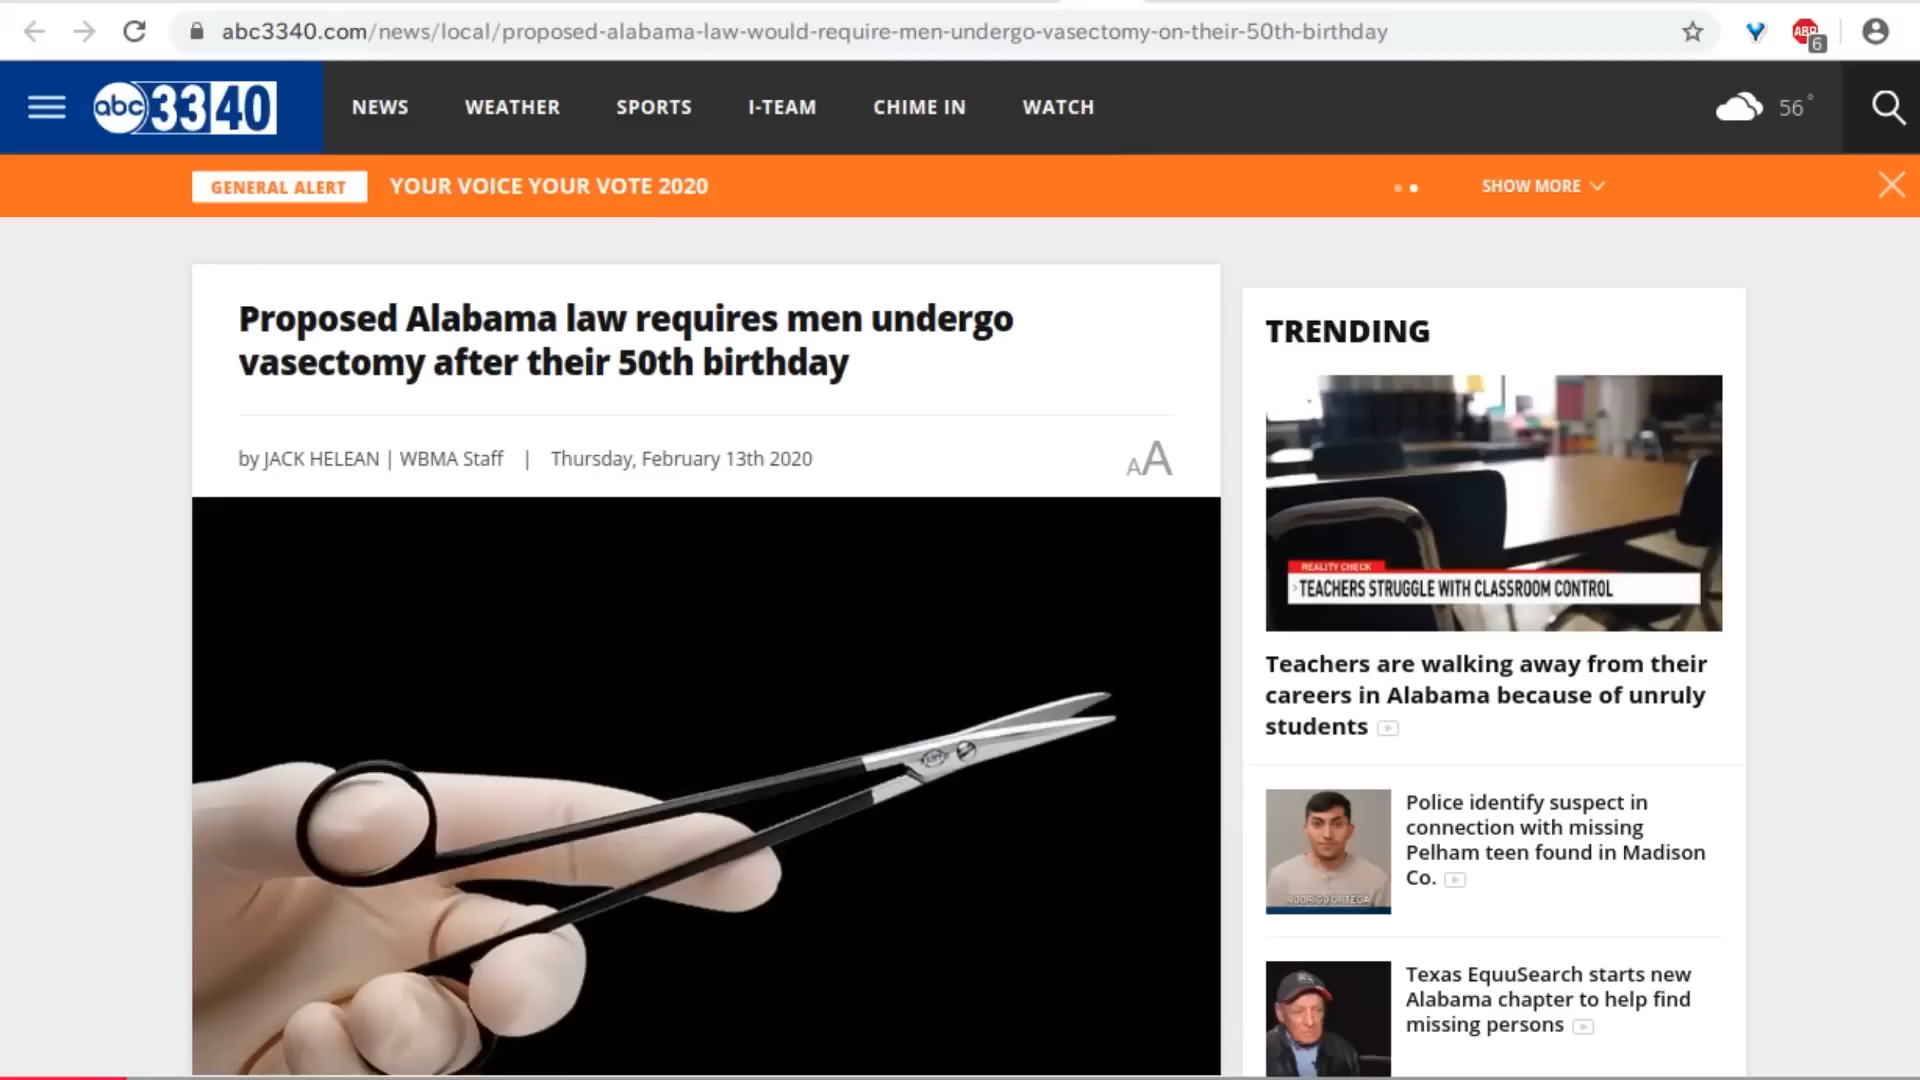 abc3340.com/news/local/proposed-alabama-law-would-require-men-undergo-vasectomy-on-their-50th-birthday
ABP
6
abc 33 40
NEWS
WEATHER
SPORTS
I-TEAM
CHIME IN
WATCH
56°
GENERAL ALERT
YOUR VOICE YOUR VOTE 2020
SHOW MORE
Proposed Alabama law requires men undergo
vasectomy after their 50th birthday
by JACK HELEAN | WBMA Staff | Thursday, February 13th 2020
AA
TRENDING
REALITY CHECK
TEACHERS STRUGGLE WITH CLASSROOM CONTROL
Teachers are walking away from their
careers in Alabama because of unruly
students
Police identify suspect in
connection with missing
Pelham teen found in Madison
Co.
RODRIGO ORTEGA
Texas EquuSearch starts new
Alabama chapter to help find
missing persons